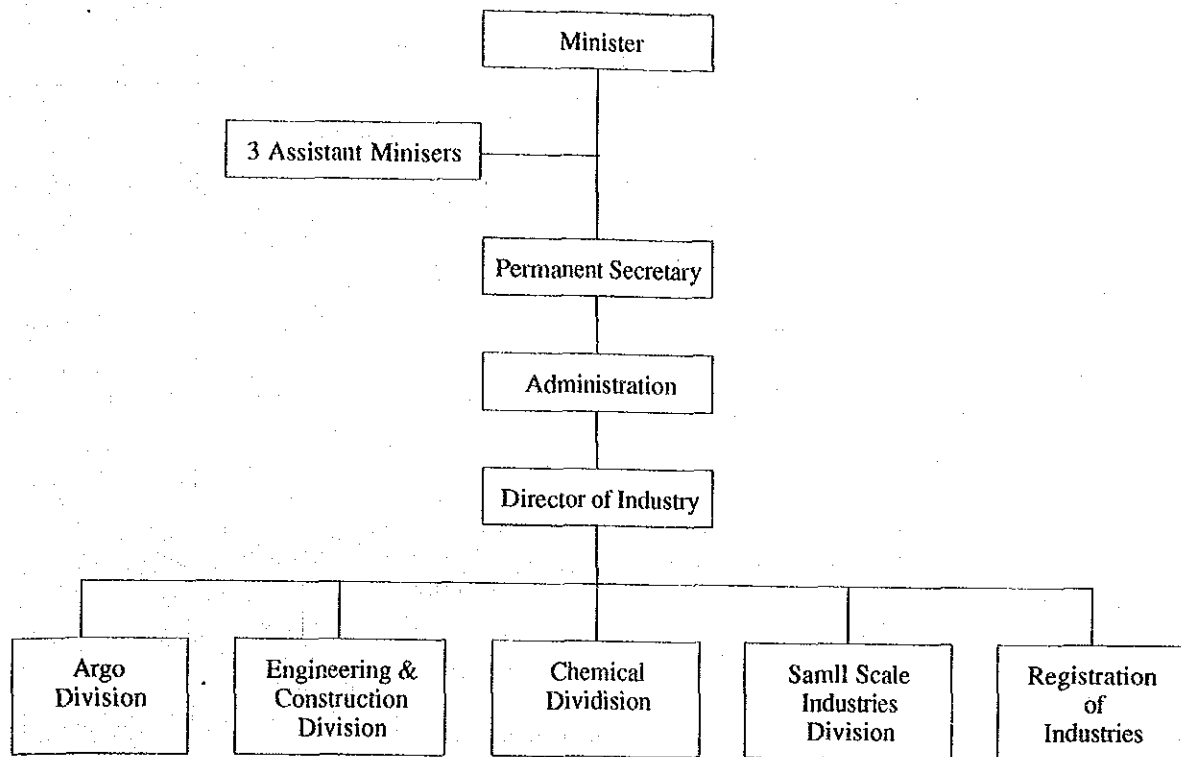 Minister
3 Assistant Minisers
Permanent Secretary
Administration
Director of Industry
Argo
Division
Engineering &
Construction
Division
Chemical
Dividision
Samll Scale
Industries
Division
Registration
of
Industries